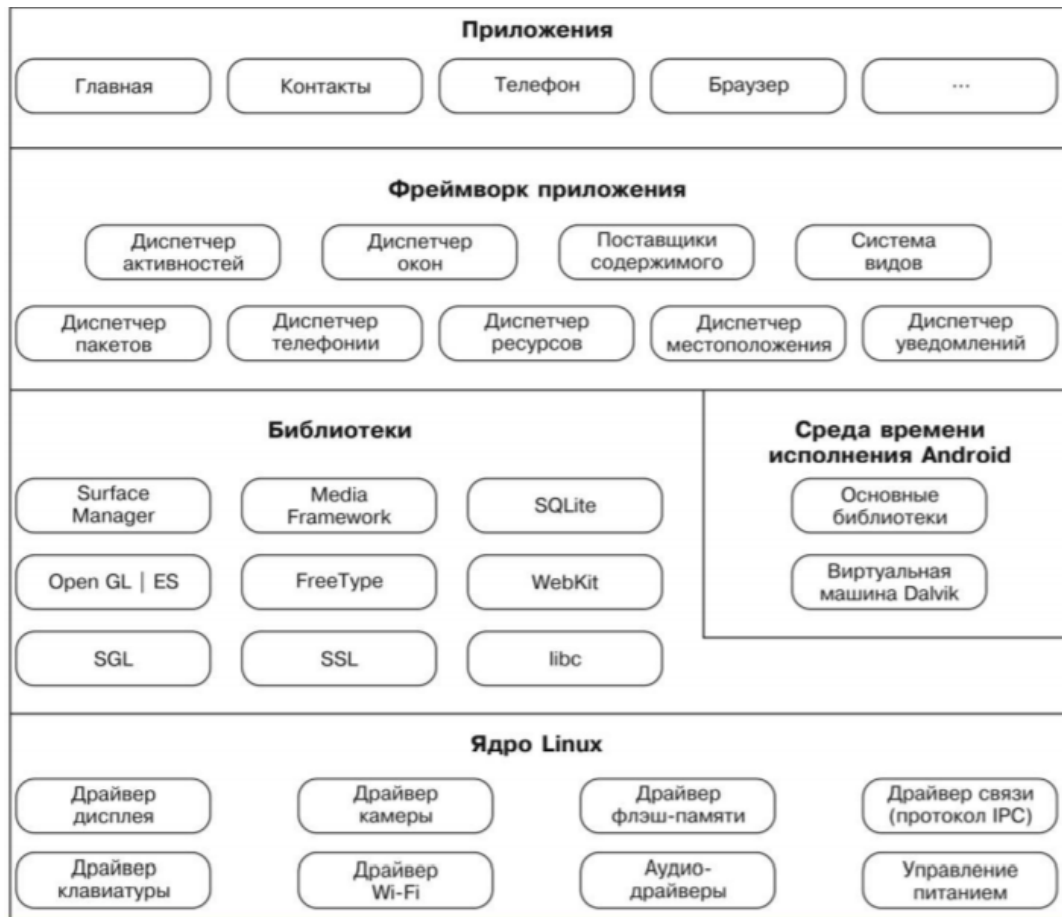 Приложения
Главная
Контакты
Телефон
Браузер
...
Фреймворк приложения
Диспетчер
активностей
Диспетчер
окон
Поставщики
содержимого
Система
видов
Диспетчер
пакетов
Диспетчер
телефонии
Диспетчер
ресурсов
Диспетчер
местоположения
Диспетчер
уведомлений
Библиотеки
Surface
Manager
Media
Framework
SQLite
Open GL | ES
FreeType
WebKit
SGL
SSL
libc
Среда времени
исполнения Android
Основные
библиотеки
Виртуальная
машина Dalvik
Ядро Linux
Драйвер
дисплея
Драйвер
камеры
Драйвер
флэш-памяти
Драйвер связи
(протокол IPC)
Драйвер
клавиатуры
Драйвер
Wi-Fi
Аудио-
драйверы
Управление
питанием